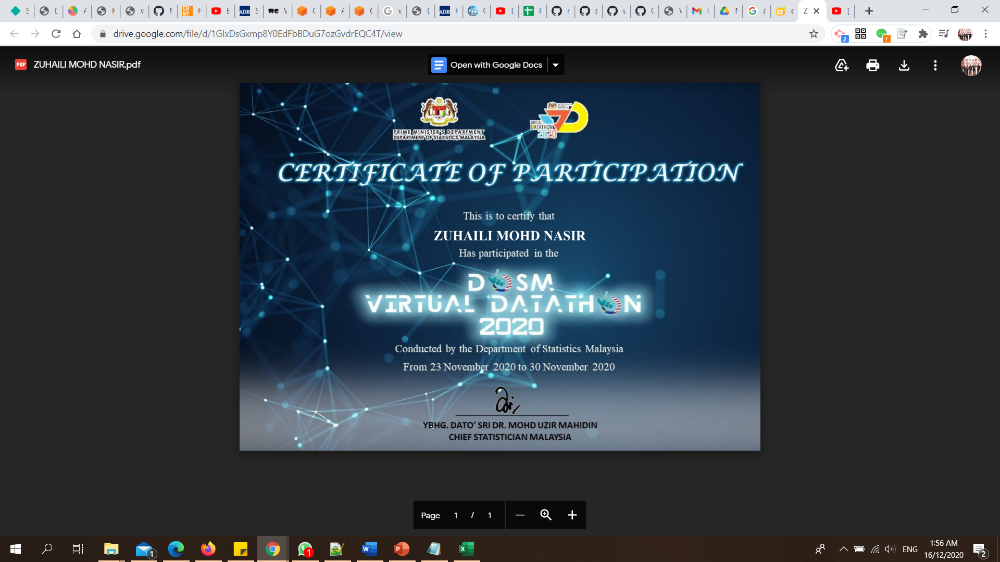 drive.google.com/file/d/1GIxDsGxmp8Y0EdFbBDuG7ozGvdrEQC4T/view
ZUHAILI MOHD NASIR.pdf
Open with Google Docs
PRIME MINISTER'S DEPARTMENT
DEPARTMENT OF STATISTICS MALAYSIA
VIRTUAL
DATATHON
2020
CERTIFICATE OF PARTICIPATION
This is to certify that
ZUHAILI MOHD NASIR
Has participated in the
DOSM
VIRTUAL DATATHON
2020
Conducted by the Department of Statistics Malaysia
From 23 November 2020 to 30 November 2020
YBHG. DATO' SRI DR. MOHD UZIR MAHIDIN
CHIEF STATISTICIAN MALAYSIA
Page 1 / 1
ENG
1:56 AM
16/12/2020